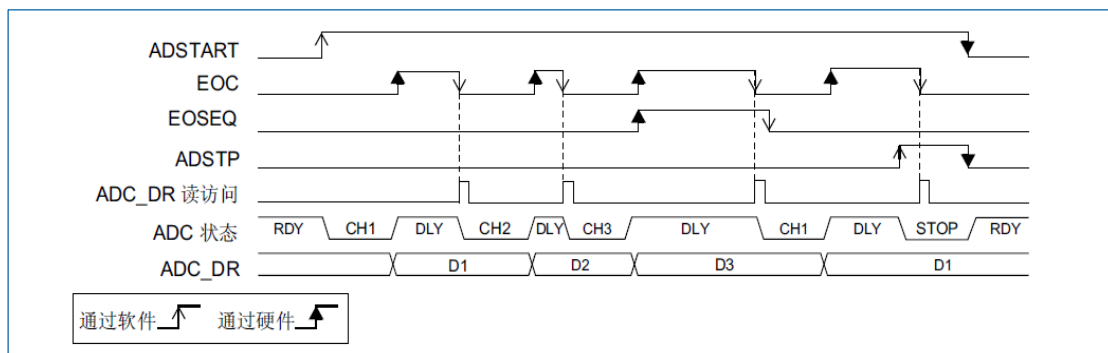 ADSTART
EOC
EOSEQ
ADSTP
ADC_DR 读访问
ADC 状态 RDY CH1 DLY CH2 DLY CH3 DLY CH1 DLY STOP RDY
ADC_DR D1 D2 D3 D1
通过软件 通过硬件